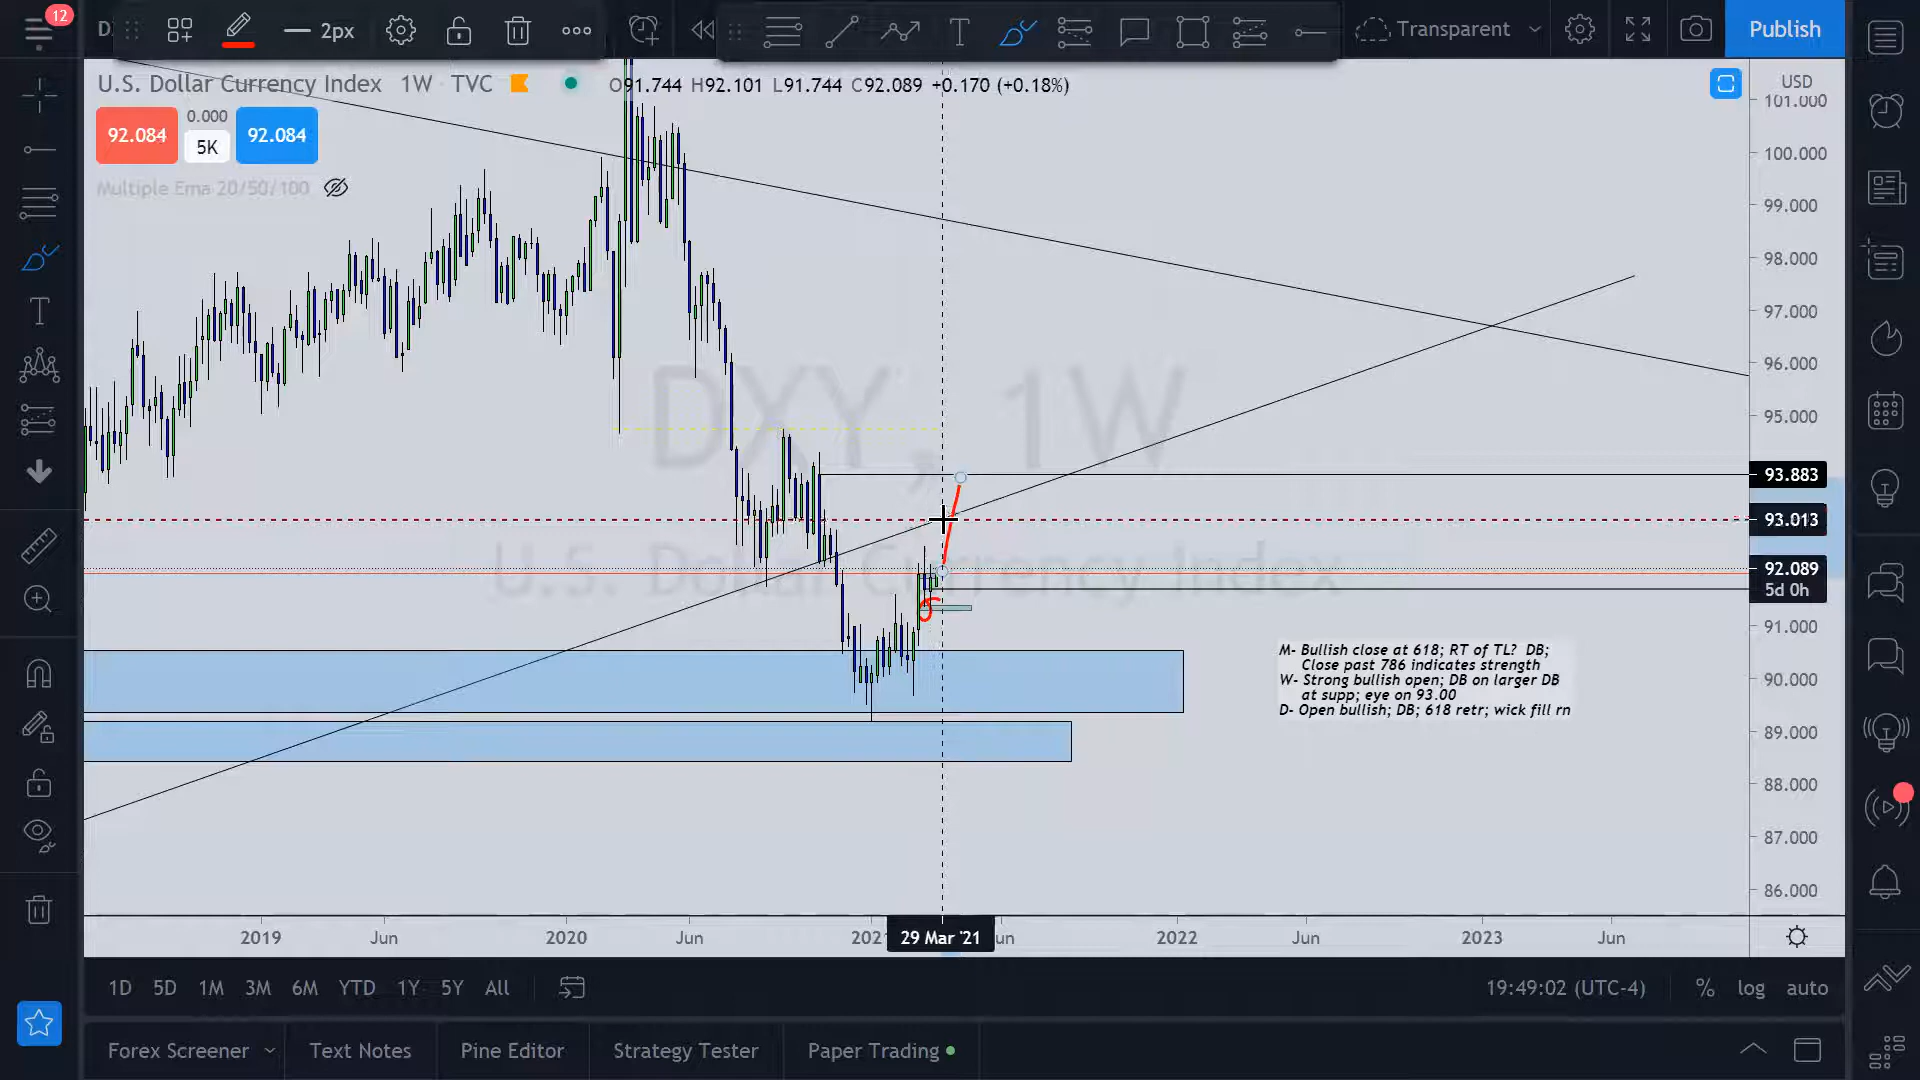 12
D
2px
Transparent
Publish
U.S. Dollar Currency Index 1W TVC O91.744 H92.101 L91.744 C92.089 +0.170 (+0.18%)
USD
92.084
0.000
5K
92.084
Multiple Ema 20/50/100
101.000
100.000
99.000
98.000
97.000
96.000
95.000
93.883
93.013
92.089
5d 0h
91.000
90.000
89.000
88.000
87.000
86.000
DXY, 1W
U.S. Dollar Currency Index
M- Bullish close at 618; RT of TL? DB;
Close past 786 indicates strength
W- Strong bullish open; DB on larger DB
at supp; eye on 93.00
D- Open bullish; DB; 618 retr; wick fill rn
2019 Jun 2020 Jun 2021 29 Mar '21 un 2022 Jun 2023 Jun
1D 5D 1M 3M 6M YTD 1Y 5Y All
19:49:02 (UTC-4) % log auto
Forex Screener Text Notes Pine Editor Strategy Tester Paper Trading